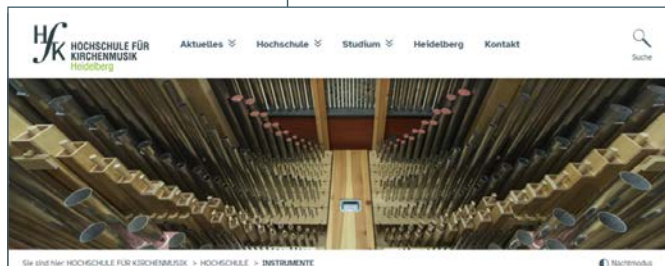 HfK
HOCHSCHULE FÜR
KIRCHENMUSIK
Heidelberg
Aktuelles Hochschule Studium Heidelberg Kontakt
Suche
Sie sind hier: HOCHSCHULE FÜR KIRCHENMUSIK > HOCHSCHULE > INSTRUMENTE
Nachtmodus